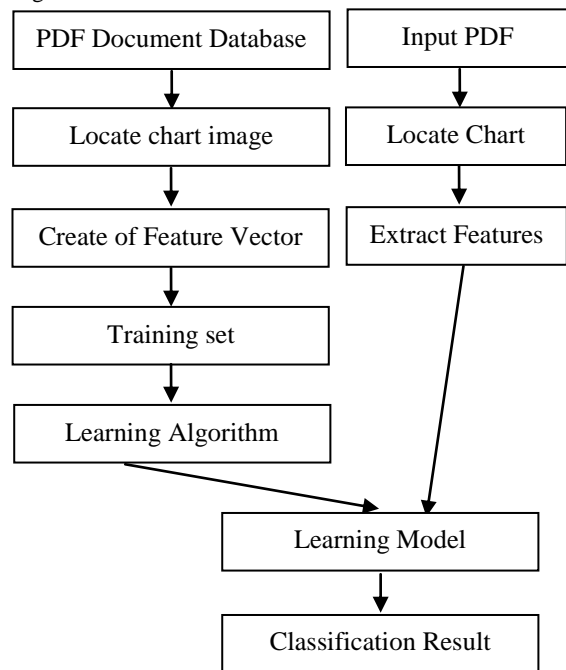 PDF Document Database
Input PDF
Locate chart image
Locate Chart
Create of Feature Vector
Extract Features
Training set
Learning Algorithm
Learning Model
Classification Result